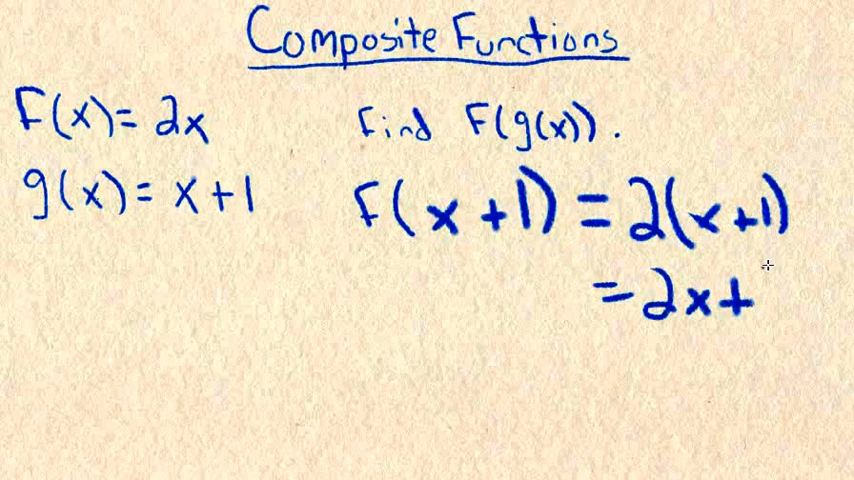 Composite Functions
F(x)= 2x
g(x)= x+1
Find F(g(x)).
F(x+1) = 2(x+1)
= 2x+